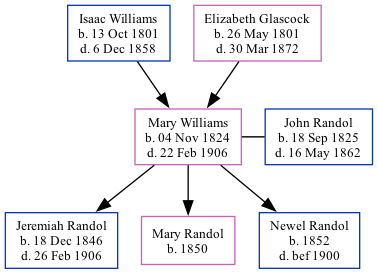 Isaac Williams
b. 13 Oct 1801
d. 6 Dec 1858
Elizabeth Glascock
b. 26 May 1801
d. 30 Mar 1872
Mary Williams
b. 04 Nov 1824
d. 22 Feb 1906
John Randol
b. 18 Sep 1825
d. 16 May 1862
Jeremiah Randol
b. 18 Dec 1846
d. 26 Feb 1906
Mary Randol
b. 1850
Newel Randol
b. 1852
d. bef 1900